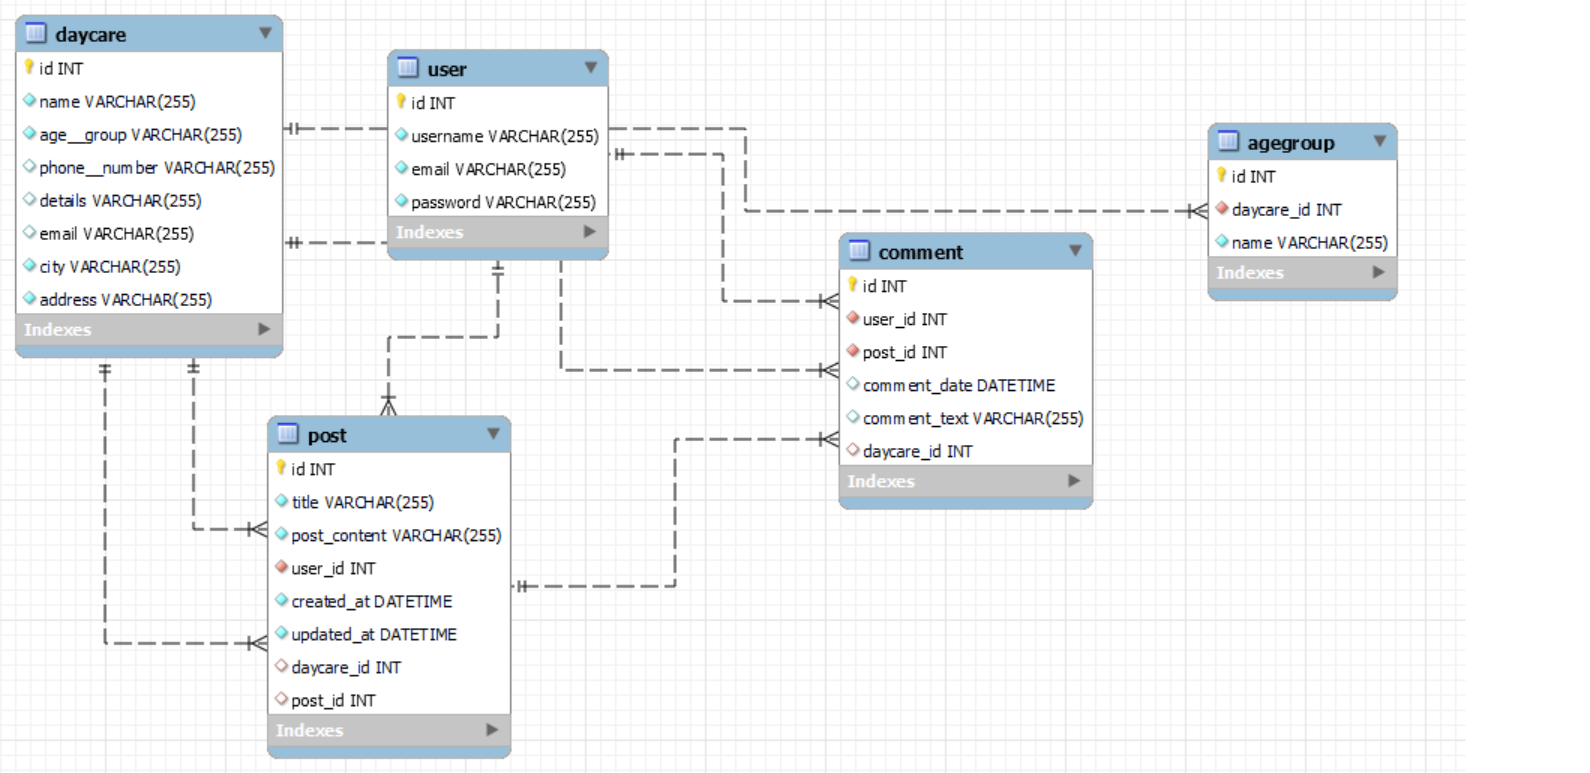 daycare
id INT
name VARCHAR(255)
age__group VARCHAR(255)
phone__number VARCHAR(255)
details VARCHAR(255)
email VARCHAR(255)
city VARCHAR(255)
address VARCHAR(255)
Indexes
user
id INT
username VARCHAR(255)
email VARCHAR(255)
password VARCHAR(255)
Indexes
agegroup
id INT
daycare_id INT
name VARCHAR(255)
Indexes
comment
id INT
user_id INT
post_id INT
comment_date DATETIME
comment_text VARCHAR(255)
daycare_id INT
Indexes
post
id INT
title VARCHAR(255)
post_content VARCHAR(255)
user_id INT
created_at DATETIME
updated_at DATETIME
daycare_id INT
post_id INT
Indexes